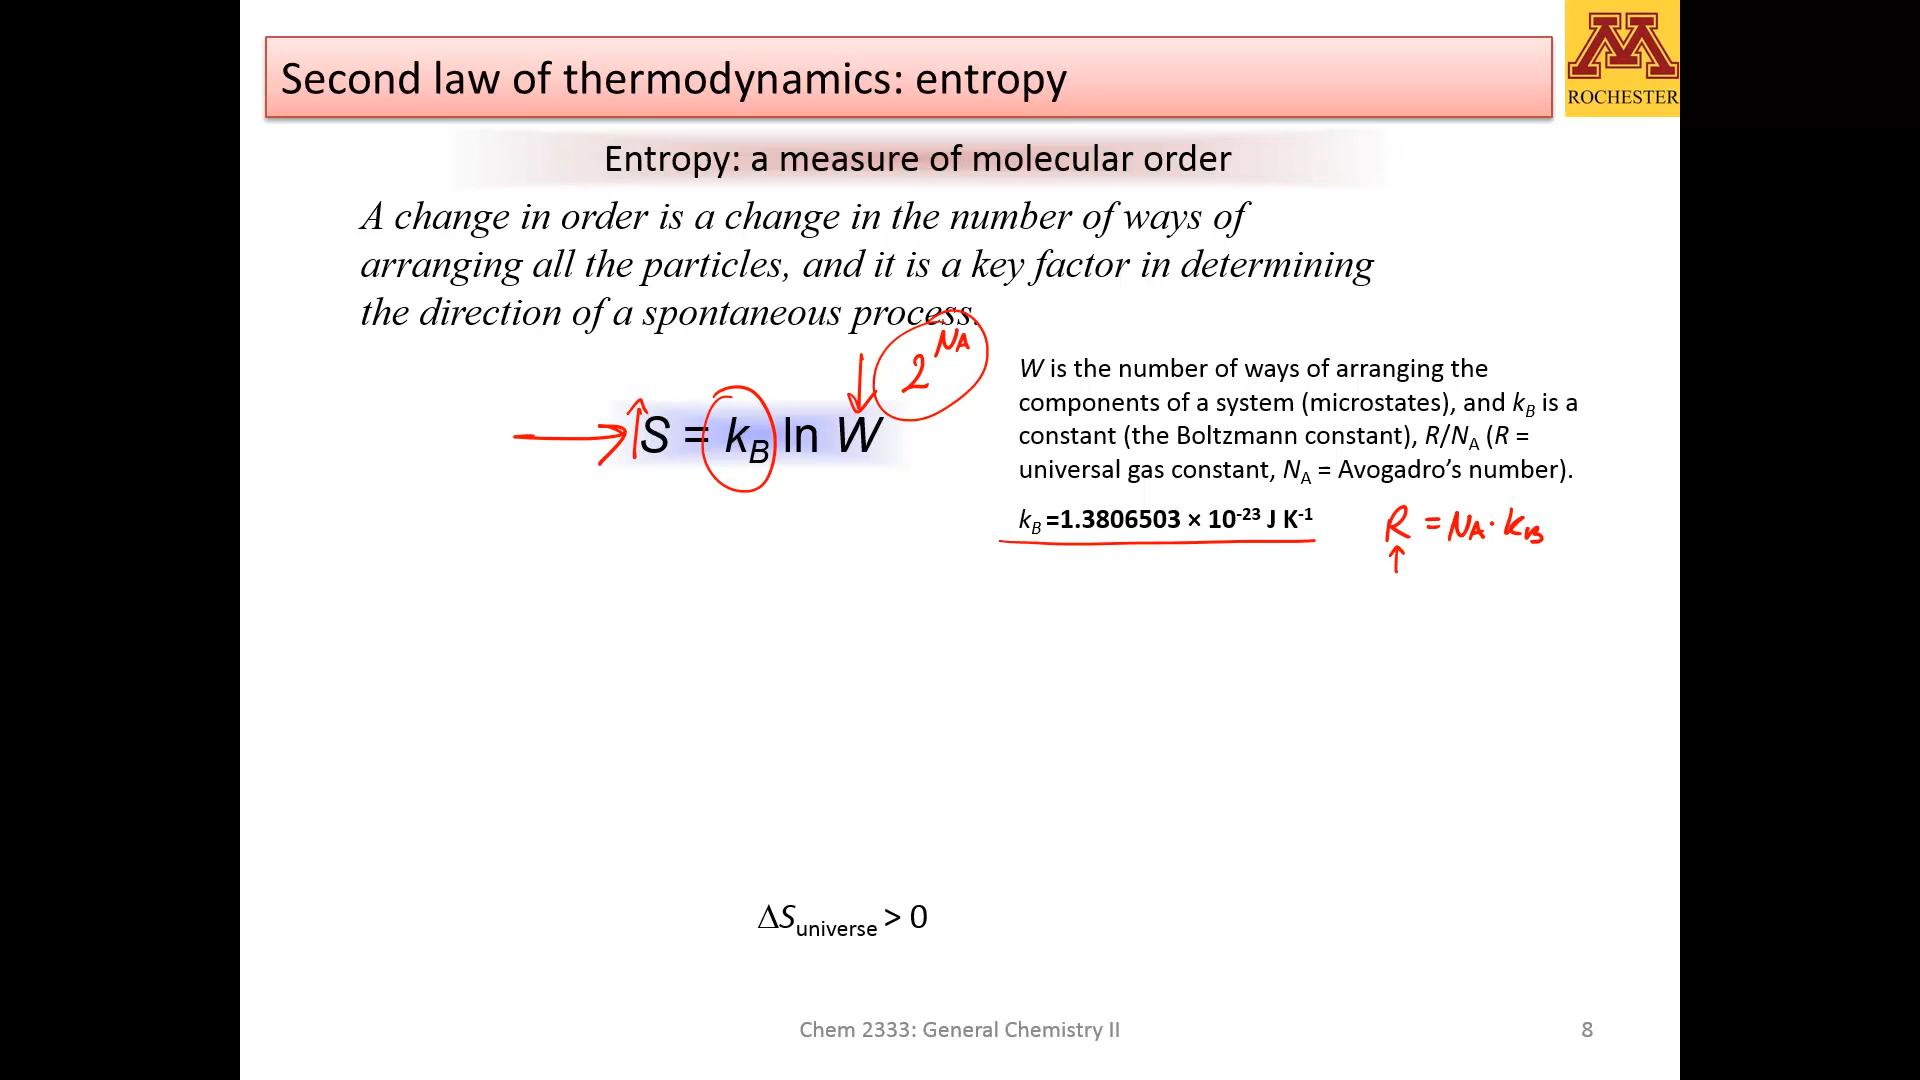 Second law of thermodynamics: entropy
M
ROCHESTER
Entropy: a measure of molecular order
A change in order is a change in the number of ways of
arranging all the particles, and it is a key factor in determining
the direction of a spontaneous process.
2^NA
S = kB ln W
W is the number of ways of arranging the
components of a system (microstates), and kB is a
constant (the Boltzmann constant), R/NA (R =
universal gas constant, NA = Avogadro’s number).
kB =1.3806503 × 10-23 J K-1
R = NA · kB
ΔSuniverse > 0
Chem 2333: General Chemistry II
8